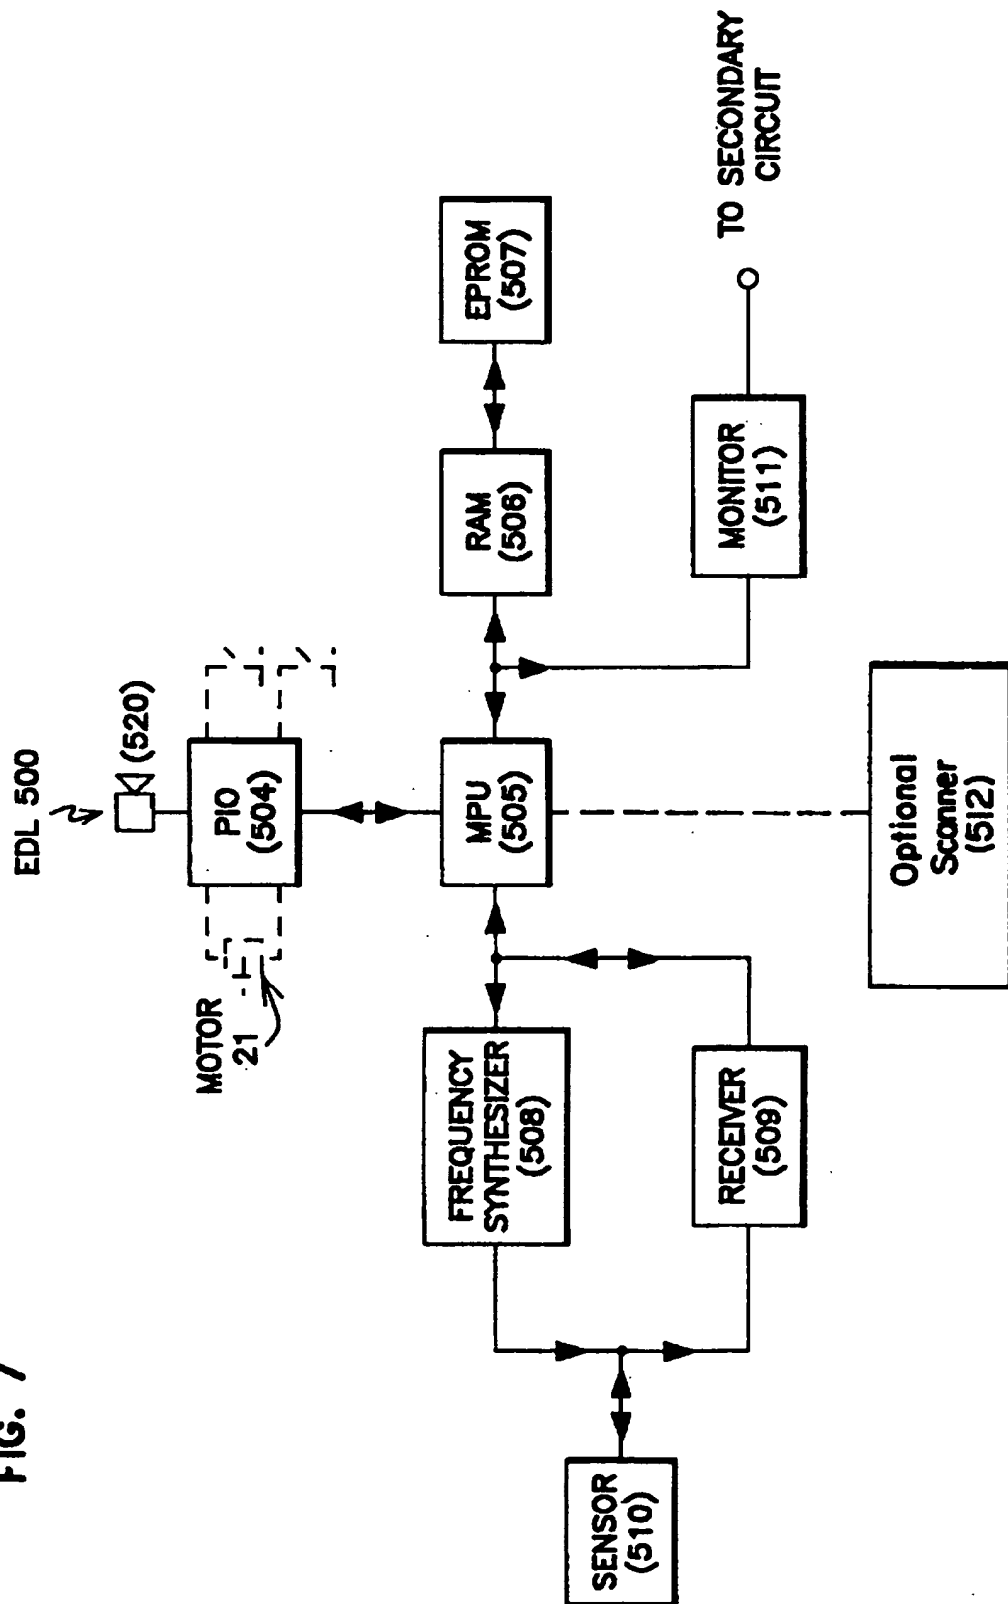 FIG. 7
EDL 500
(520)
MOTOR
21
PIO
(504)
FREQUENCY
SYNTHESIZER
(508)
MPU
(505)
RAM
(506)
EPROM
(507)
SENSOR
(510)
RECEIVER
(509)
MONITOR
(511)
TO SECONDARY
CIRCUIT
Optional
Scanner
(512)